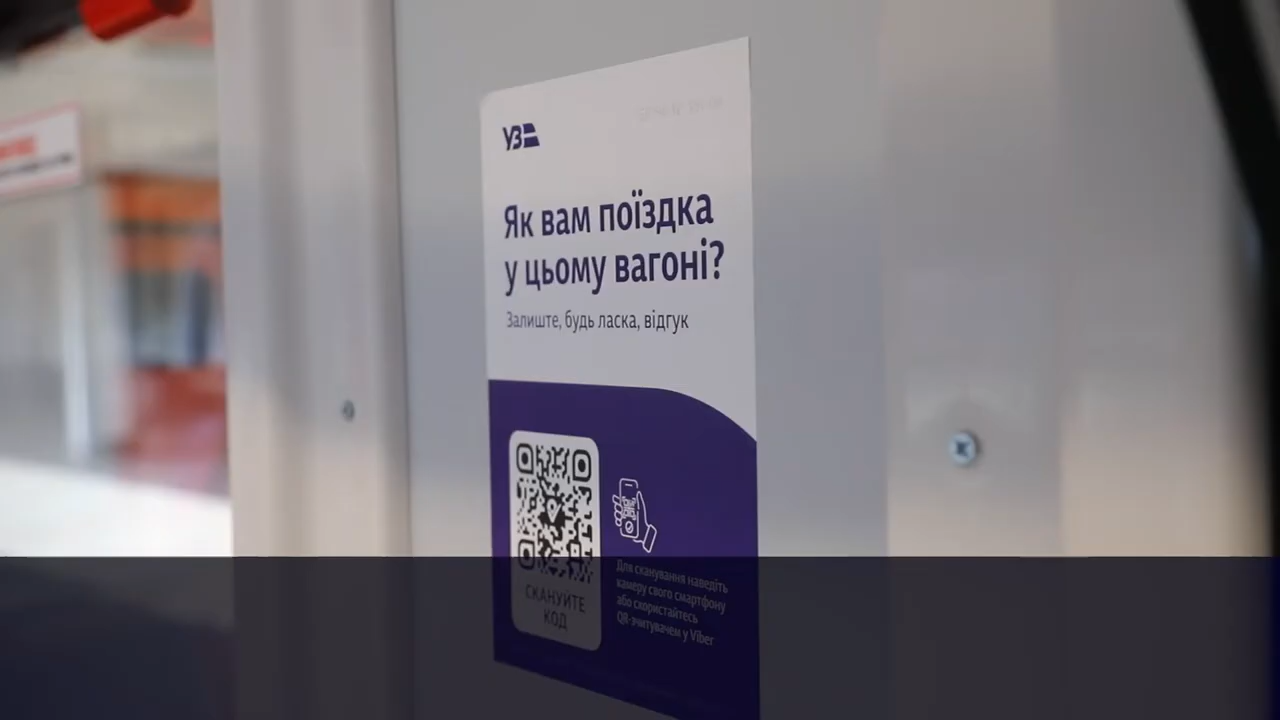 УЗ
Як вам поїздка
у цьому вагоні?
Залиште, будь ласка, відгук
СКАНУЙТЕ
КОД
Для сканування наведіть
камеру свого смартфону
або скористайтесь
QR-зчитувачем у Viber